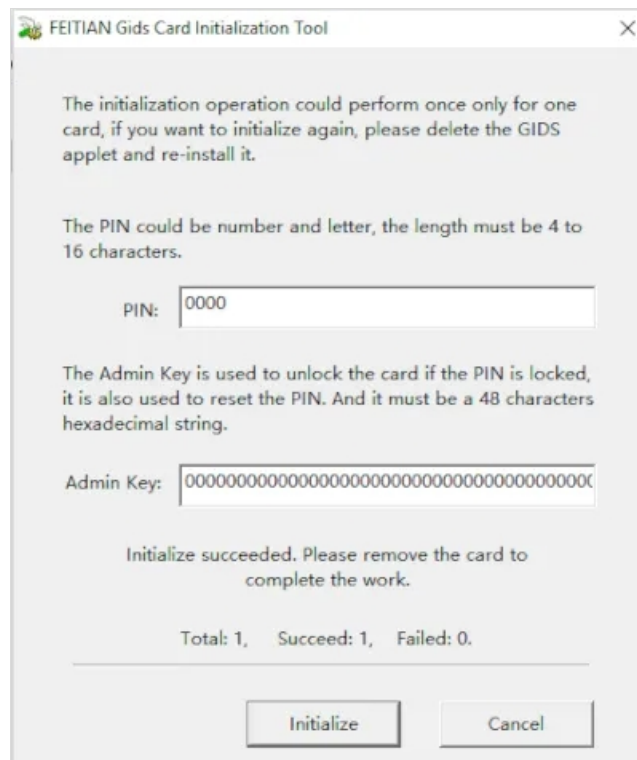 FEITIAN Gids Card Initialization Tool
The initialization operation could perform once only for one
card, if you want to initialize again, please delete the GIDS
applet and re-install it.
The PIN could be number and letter, the length must be 4 to
16 characters.
PIN: 0000
The Admin Key is used to unlock the card if the PIN is locked,
it is also used to reset the PIN. And it must be a 48 characters
hexadecimal string.
Admin Key: 000000000000000000000000000000000000000
Initialize succeeded. Please remove the card to
complete the work.
Total: 1, Succeed: 1, Failed: 0.
Initialize Cancel